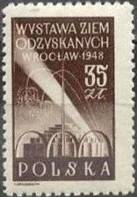 WYSTAWA ZIEM
ODZYSKANYCH
WROCŁAW-1948
35
zł.
POLSKA